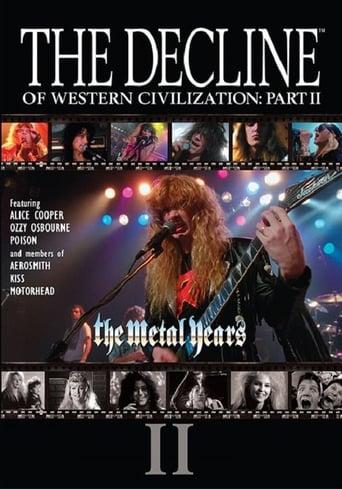 THE DECLINE™
OF WESTERN CIVILIZATION: PART II
Featuring
ALICE COOPER
OZZY OSBOURNE
POISON
and members of
AEROSMITH
KISS
MOTORHEAD
the Metal Years
II